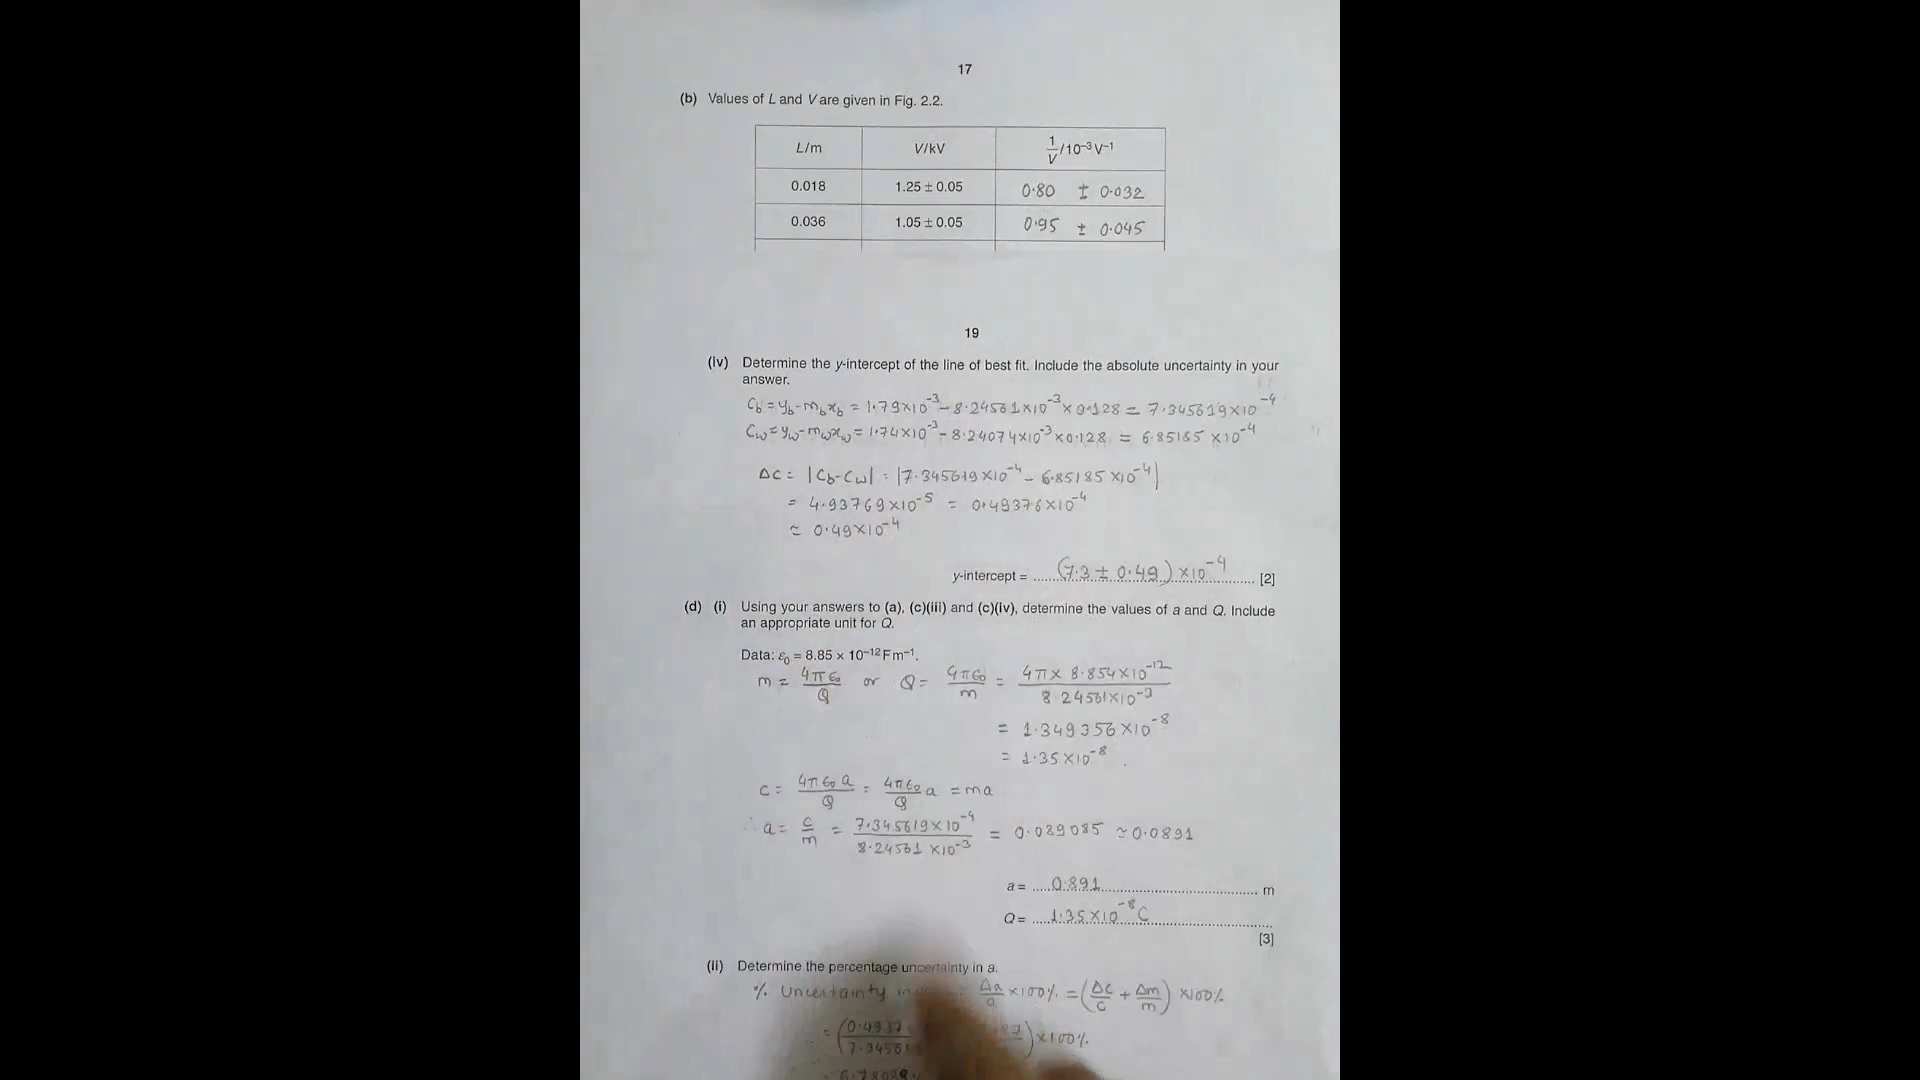 17
(b) Values of L and V are given in Fig. 2.2.
L/m V/kV 1/V /10⁻³V⁻¹
0.018 1.25 ± 0.05 0.80 ± 0.032
0.036 1.05 ± 0.05 0.95 ± 0.045
19
(iv) Determine the y-intercept of the line of best fit. Include the absolute uncertainty in your
answer.
C_b = y_b - m_b x_b = 1.79×10⁻³ - 8.24561×10⁻³ × 0.128 = 7.345619×10⁻⁴
C_w = y_w - m_w x_w = 1.74×10⁻³ - 8.24074×10⁻³ × 0.128 = 6.85185×10⁻⁴
ΔC = |C_b - C_w| = |7.345619×10⁻⁴ - 6.85185×10⁻⁴|
= 4.93769×10⁻⁵ = 0.49376×10⁻⁴
≃ 0.49×10⁻⁴
y-intercept = (7.3 ± 0.49) ×10⁻⁴ [2]
(d) (i) Using your answers to (a), (c)(iii) and (c)(iv), determine the values of a and Q. Include
an appropriate unit for Q.
Data: ε₀ = 8.85 × 10⁻¹² F m⁻¹.
m = 4πε₀/Q or Q = 4πε₀/m = 4π × 8.854×10⁻¹² / 8.24561×10⁻³
= 1.349356×10⁻⁸
= 1.35×10⁻⁸.
c = 4πε₀a/Q = 4πε₀/Q a = ma
∴ a = c/m = 7.345619×10⁻⁴ / 8.24561×10⁻³ = 0.089085 ≃ 0.0891
a = 0.891 m
Q = 1.35×10⁻⁸ C
[3]
(ii) Determine the percentage uncertainty in a.
% Uncertainty in Δa/a ×100% = (Δc/c + Δm/m) ×100%
= (0.4937 / 7.3456 ) ×100%